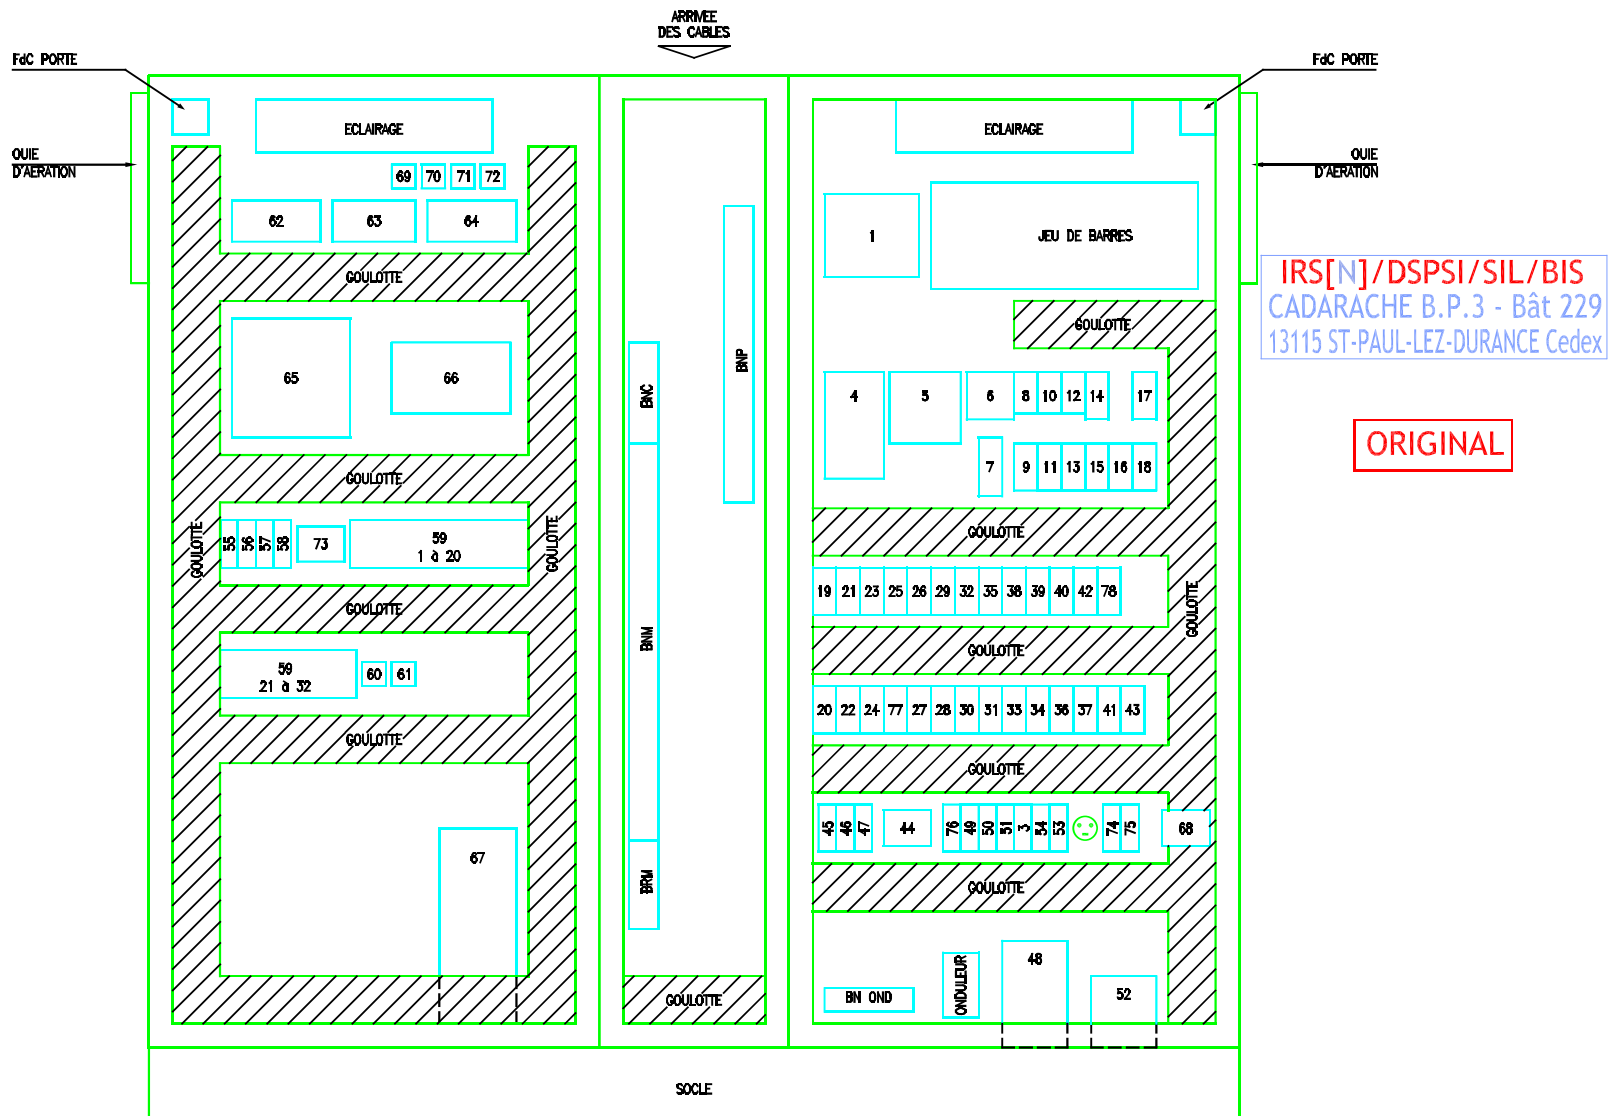 ARRIVEE
DES CABLES
FdC PORTE
FdC PORTE
ECLAIRAGE
ECLAIRAGE
OUIE
D'AERATION
OUIE
D'AERATION
69 70 71 72
62 63 64
GOULOTTE
1
JEU DE BARRES
IRS[N]/DSPSI/SIL/BIS
CADARACHE B.P.3 - Bât 229
13115 ST-PAUL-LEZ-DURANCE Cedex
ORIGINAL
GOULOTTE
65 66
BNC
BNP
4 5 6 8 10 12 14 17
7 9 11 13 15 16 18
GOULOTTE
GOULOTTE
GOULOTTE
GOULOTTE
55 56 57 58 73
59
1 à 20
GOULOTTE
19 21 23 25 26 29 32 35 38 39 40 42 78
GOULOTTE
GOULOTTE
BNM
GOULOTTE
59
21 à 32
60 61
20 22 24 77 27 28 30 31 33 34 36 37 41 43
GOULOTTE
GOULOTTE
45 46 47 44 76 49 50 51 3 54 53 74 75 68
67
BRM
GOULOTTE
48
BN OND
ONDULEUR
52
GOULOTTE
SOCLE